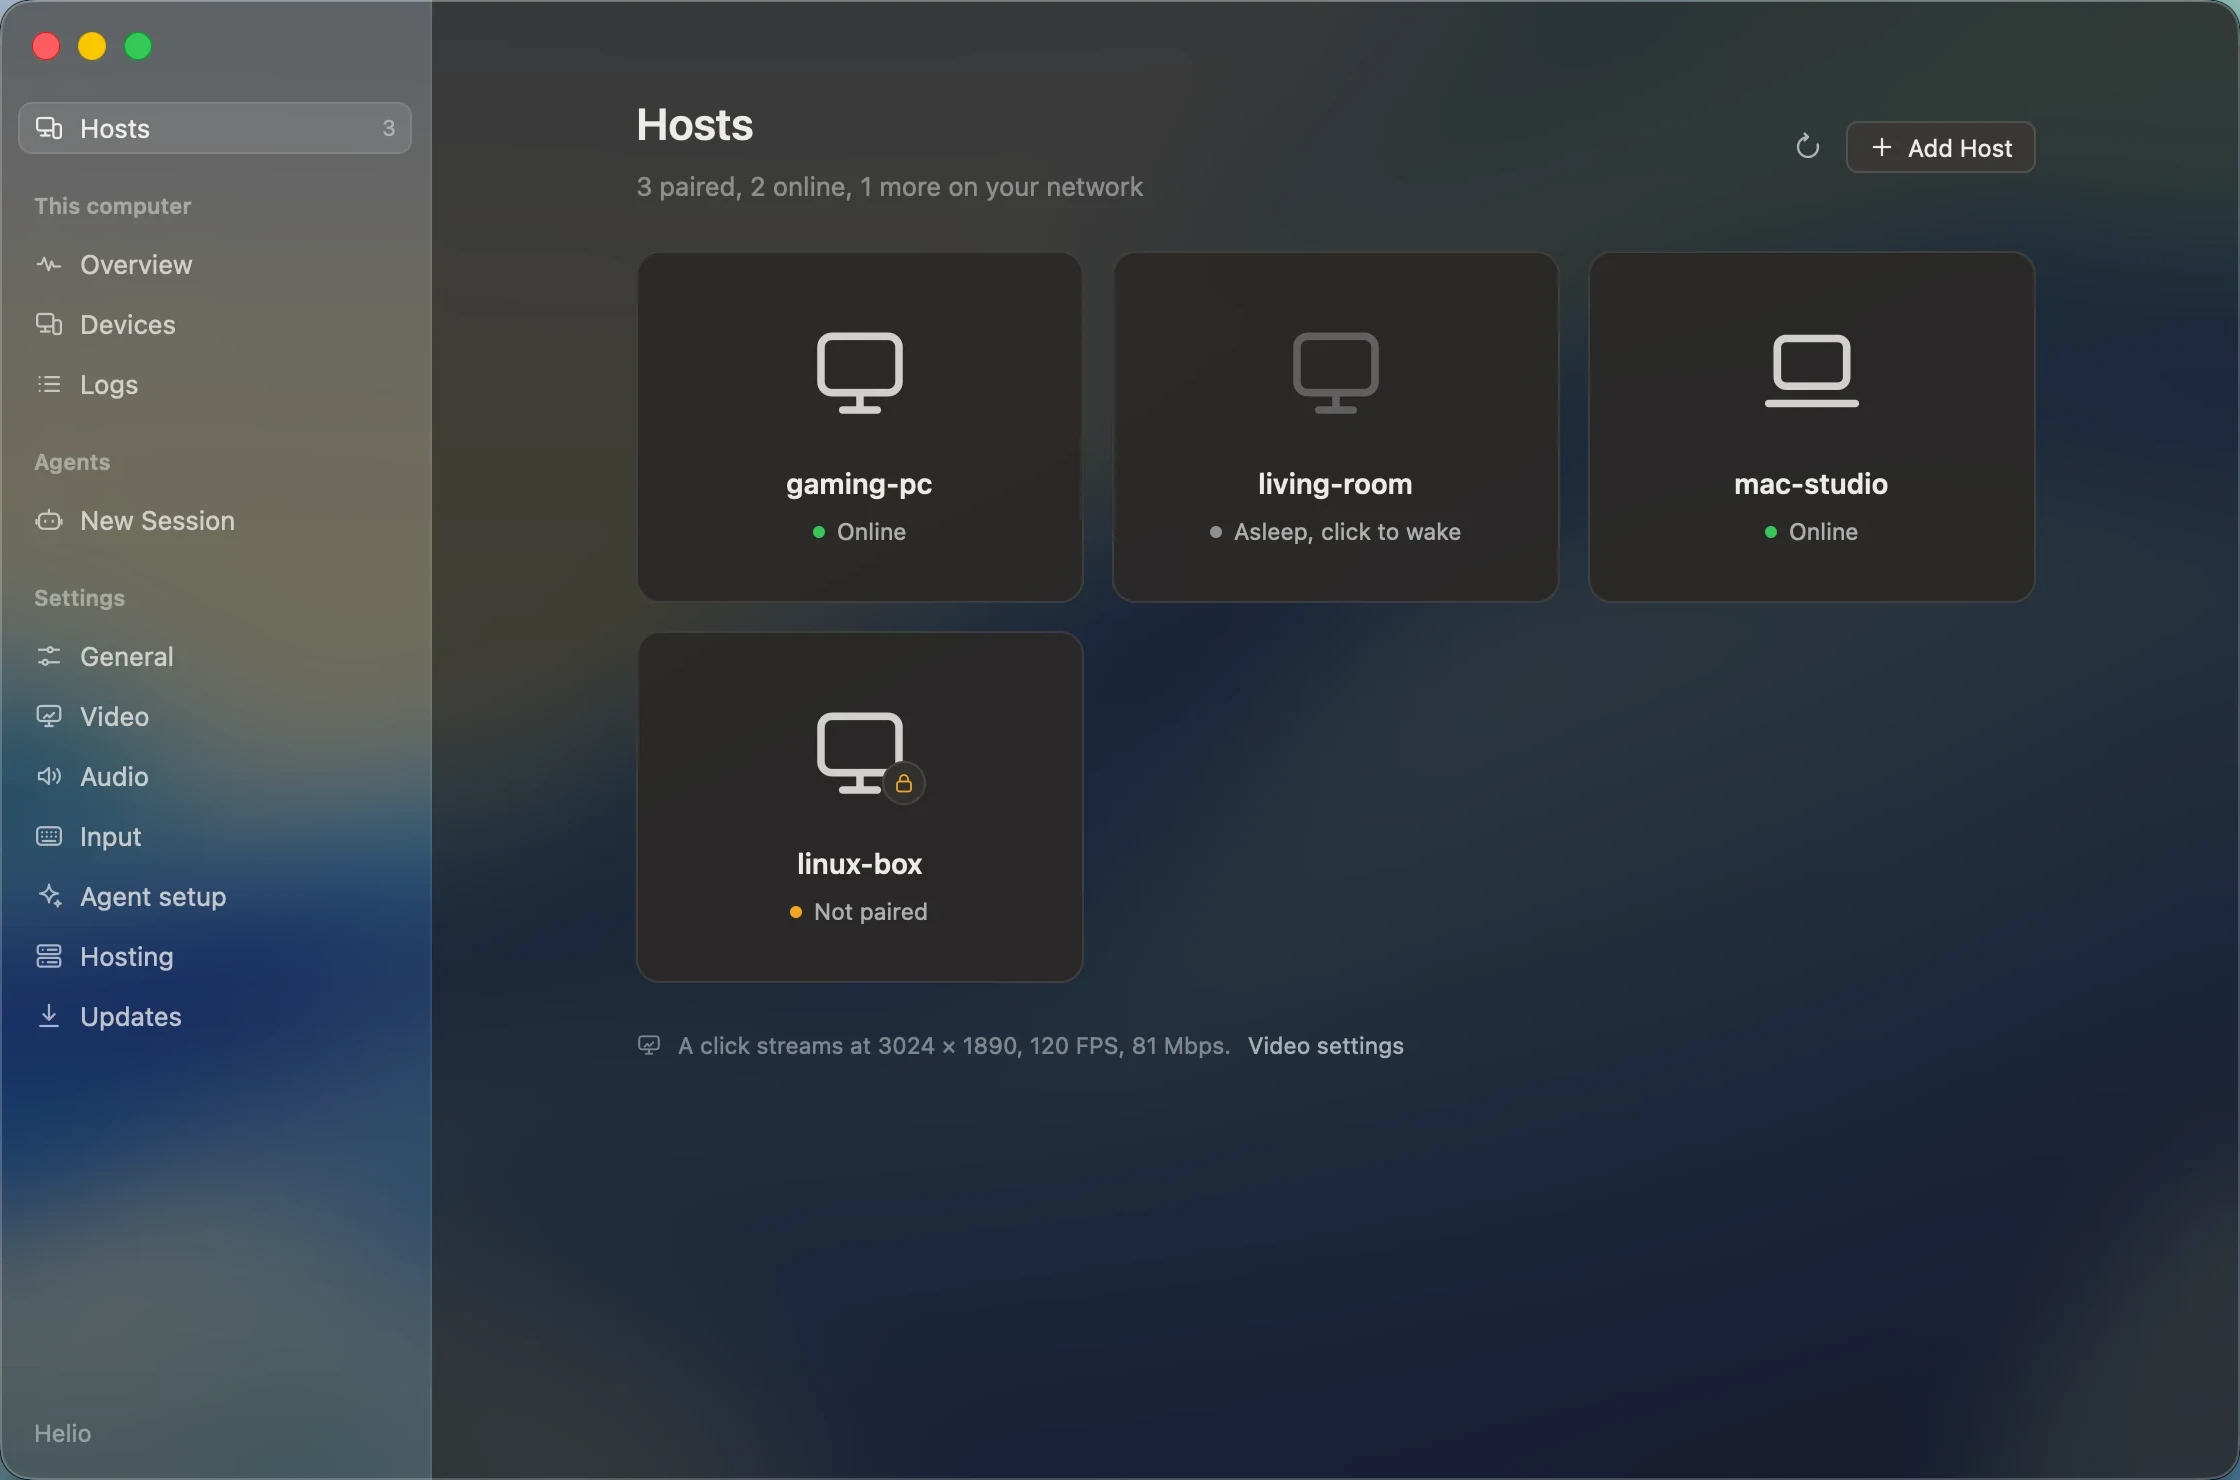 Hosts 3
This computer
Overview
Devices
Logs
Agents
New Session
Settings
General
Video
Audio
Input
Agent setup
Hosting
Updates
Helio
Hosts
3 paired, 2 online, 1 more on your network
Add Host
gaming-pc
Online
living-room
Asleep, click to wake
mac-studio
Online
linux-box
Not paired
A click streams at 3024 × 1890, 120 FPS, 81 Mbps. Video settings